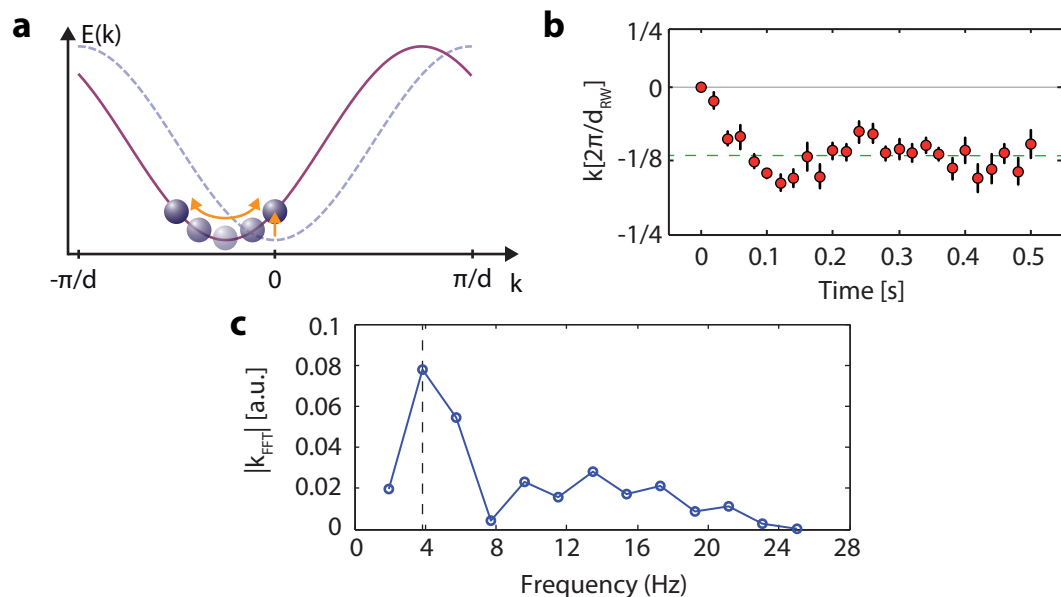 a
E(k)
-π/d
0
π/d
k
b
k[2π/d_RW]
1/4
0
-1/8
-1/4
0
0.1
0.2
0.3
0.4
0.5
Time [s]
c
|k_FFT| [a.u.]
0.1
0.08
0.06
0.04
0.02
0
0
4
8
12
16
20
24
28
Frequency (Hz)